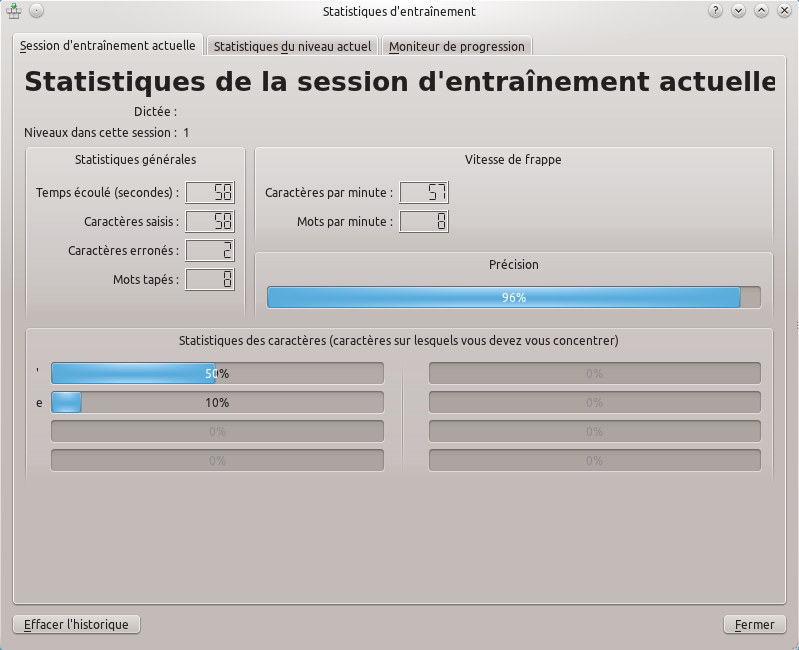 Statistiques d'entraînement
Session d'entraînement actuelle Statistiques du niveau actuel Moniteur de progression
Statistiques de la session d'entraînement actuelle
Dictée :
Niveaux dans cette session : 1
Statistiques générales
Temps écoulé (secondes) : 58
Caractères saisis : 58
Caractères erronés : 2
Mots tapés : 8
Vitesse de frappe
Caractères par minute : 57
Mots par minute : 8
Précision
96%
Statistiques des caractères (caractères sur lesquels vous devez vous concentrer)
' 50% 0%
e 10% 0%
0% 0%
0% 0%
Effacer l'historique Fermer